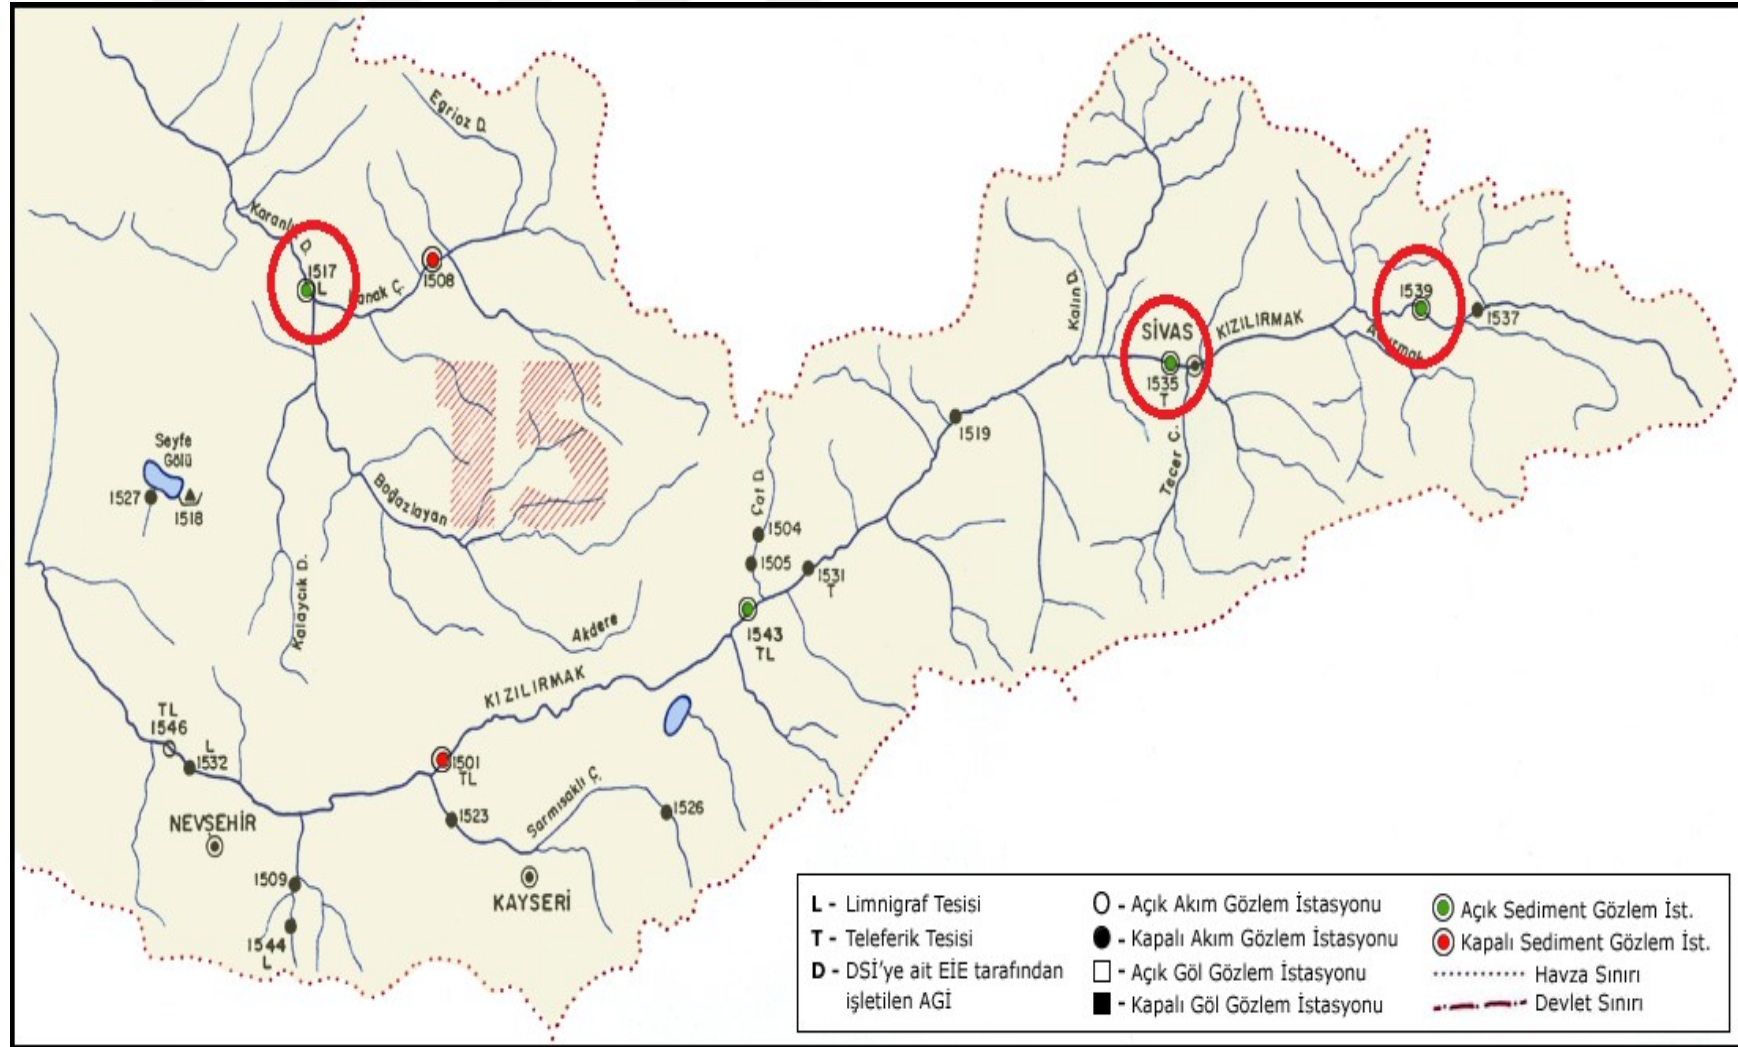 Egrioz D.
Karanlık D.
1517
L
Kanak Ç.
1508
1539
1537
SİVAS
KIZILIRMAK
1535
T
Kalın D.
1519
Tecer Ç.
15
Seyfe
Gölü
1527
1518
Boğazlayan
Çat D.
1504
1505
1531
T
Kalaycık D.
Akdere
1543
TL
KIZILIRMAK
TL
1546
L
1532
1501
TL
1523
Sarmısaklı Ç.
1526
NEVŞEHİR
KAYSERİ
1509
1544
L
L - Limnigraf Tesisi
T - Teleferik Tesisi
D - DSİ'ye ait EİE tarafından
işletilen AGİ
O - Açık Akım Gözlem İstasyonu
- Kapalı Akım Gözlem İstasyonu
- Açık Göl Gözlem İstasyonu
- Kapalı Göl Gözlem İstasyonu
Açık Sediment Gözlem İst.
Kapalı Sediment Gözlem İst.
Havza Sınırı
Devlet Sınırı